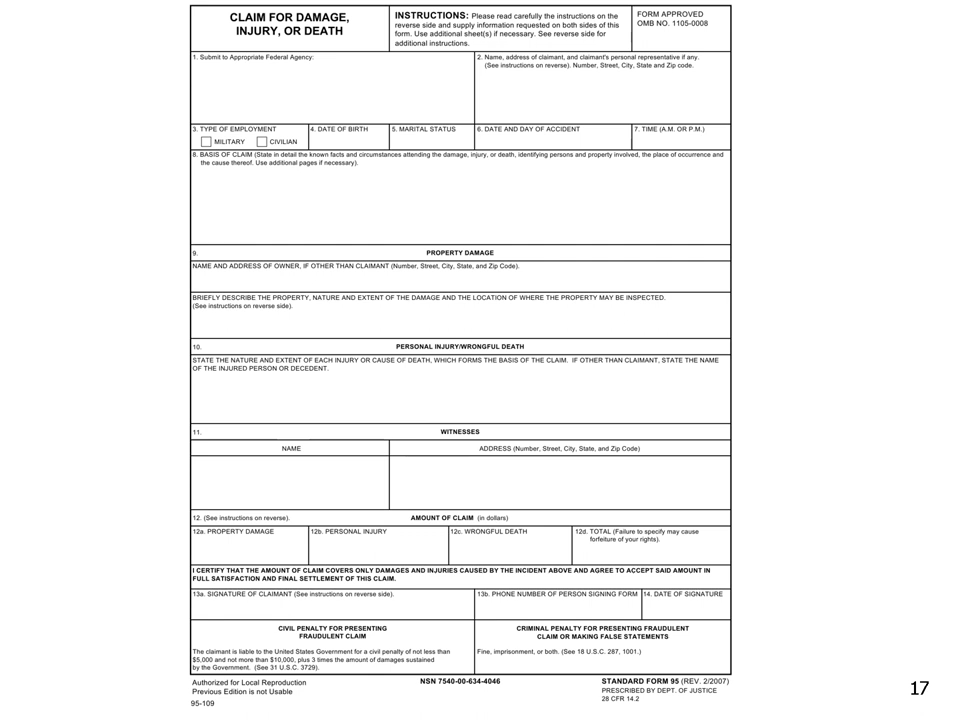 CLAIM FOR DAMAGE,
INJURY, OR DEATH
INSTRUCTIONS: Please read carefully the instructions on the
reverse side and supply information requested on both sides of this
form. Use additional sheet(s) if necessary. See reverse side for
additional instructions.
FORM APPROVED
OMB NO. 1105-0008
1. Submit to Appropriate Federal Agency:
2. Name, address of claimant, and claimant's personal representative if any.
(See instructions on reverse). Number, Street, City, State and Zip code.
3. TYPE OF EMPLOYMENT
MILITARY CIVILIAN
4. DATE OF BIRTH
5. MARITAL STATUS
6. DATE AND DAY OF ACCIDENT
7. TIME (A.M. OR P.M.)
8. BASIS OF CLAIM (State in detail the known facts and circumstances attending the damage, injury, or death, identifying persons and property involved, the place of occurrence and
the cause thereof. Use additional pages if necessary).
9. PROPERTY DAMAGE
NAME AND ADDRESS OF OWNER, IF OTHER THAN CLAIMANT (Number, Street, City, State, and Zip Code).
BRIEFLY DESCRIBE THE PROPERTY, NATURE AND EXTENT OF THE DAMAGE AND THE LOCATION OF WHERE THE PROPERTY MAY BE INSPECTED.
(See instructions on reverse side).
10. PERSONAL INJURY/WRONGFUL DEATH
STATE THE NATURE AND EXTENT OF EACH INJURY OR CAUSE OF DEATH, WHICH FORMS THE BASIS OF THE CLAIM. IF OTHER THAN CLAIMANT, STATE THE NAME
OF THE INJURED PERSON OR DECEDENT.
11. WITNESSES
NAME
ADDRESS (Number, Street, City, State, and Zip Code)
12. (See instructions on reverse). AMOUNT OF CLAIM (in dollars)
12a. PROPERTY DAMAGE
12b. PERSONAL INJURY
12c. WRONGFUL DEATH
12d. TOTAL (Failure to specify may cause
forfeiture of your rights).
I CERTIFY THAT THE AMOUNT OF CLAIM COVERS ONLY DAMAGES AND INJURIES CAUSED BY THE INCIDENT ABOVE AND AGREE TO ACCEPT SAID AMOUNT IN
FULL SATISFACTION AND FINAL SETTLEMENT OF THIS CLAIM.
13a. SIGNATURE OF CLAIMANT (See instructions on reverse side).
13b. PHONE NUMBER OF PERSON SIGNING FORM
14. DATE OF SIGNATURE
CIVIL PENALTY FOR PRESENTING
FRAUDULENT CLAIM
The claimant is liable to the United States Government for a civil penalty of not less than
$5,000 and not more than $10,000, plus 3 times the amount of damages sustained
by the Government. (See 31 U.S.C. 3729).
CRIMINAL PENALTY FOR PRESENTING FRAUDULENT
CLAIM OR MAKING FALSE STATEMENTS
Fine, imprisonment, or both. (See 18 U.S.C. 287, 1001.)
Authorized for Local Reproduction
Previous Edition is not Usable
95-109
NSN 7540-00-634-4046
STANDARD FORM 95 (REV. 2/2007)
PRESCRIBED BY DEPT. OF JUSTICE
28 CFR 14.2
17